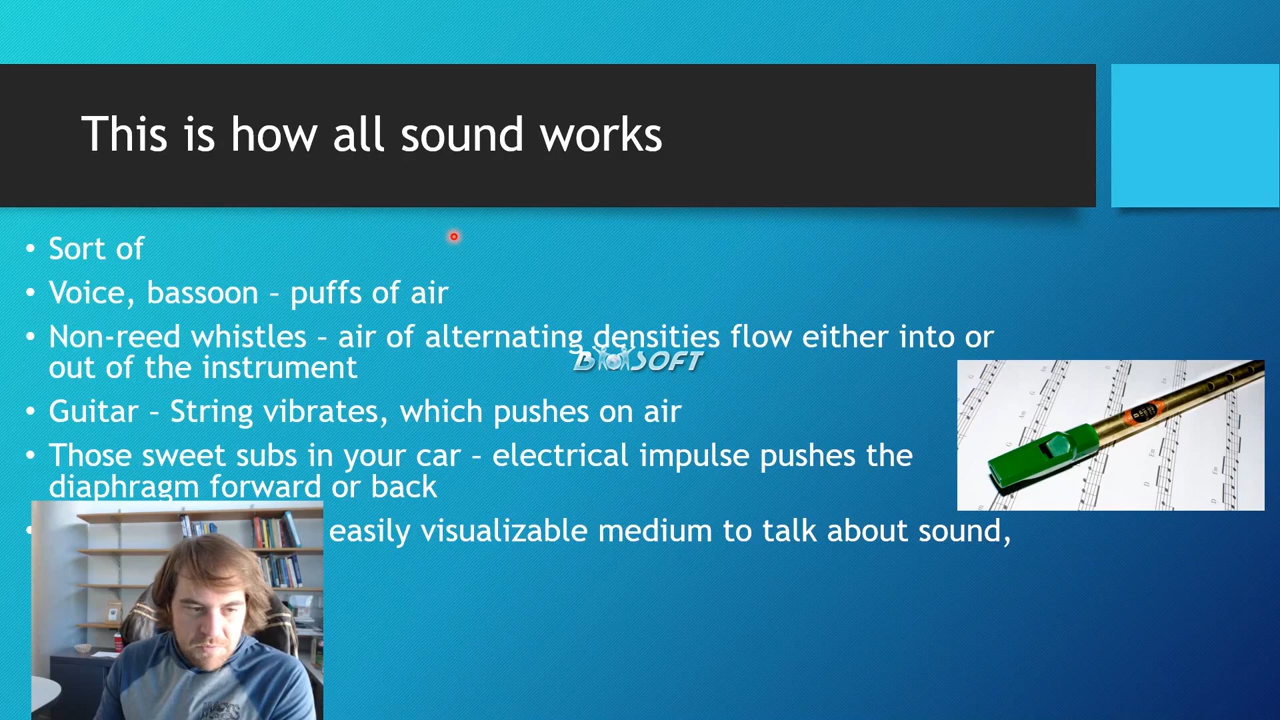 This is how all sound works
• Sort of
• Voice, bassoon – puffs of air
• Non-reed whistles – air of alternating densities flow either into or
out of the instrument
BIOSOFT
• Guitar – String vibrates, which pushes on air
• Those sweet subs in your car – electrical impulse pushes the
diaphragm forward or back
• easily visualizable medium to talk about sound,